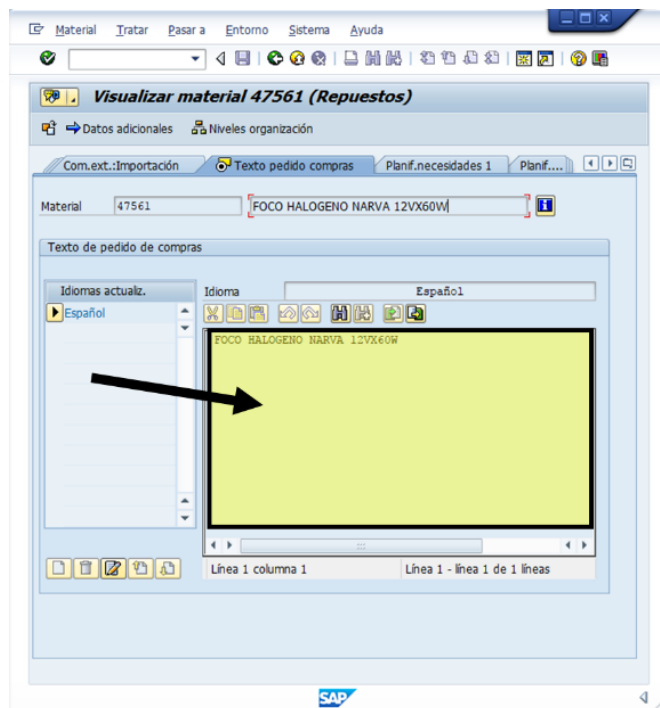 Material Tratar Pasar a Entorno Sistema Ayuda
Visualizar material 47561 (Repuestos)
Datos adicionales Niveles organización
Com.ext.:Importación Texto pedido compras Planif.necesidades 1 Planif....
Material 47561 FOCO HALOGENO NARVA 12VX60W
Texto de pedido de compras
Idiomas actualiz. Idioma Español
Español
FOCO HALOGENO NARVA 12VX60W
Línea 1 columna 1 Línea 1 - línea 1 de 1 líneas
SAP